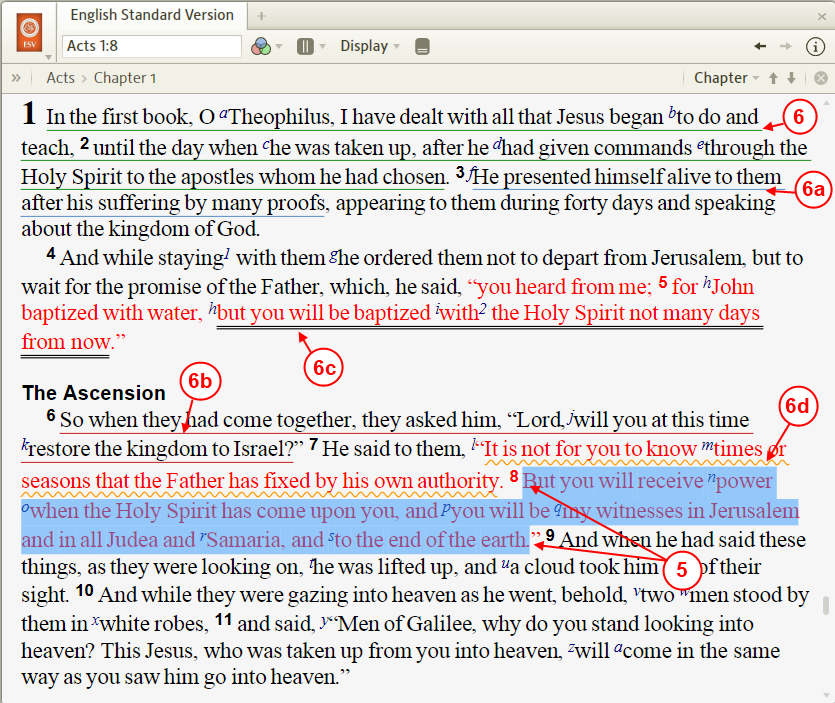 English Standard Version
ESV
Acts 1:8
Display
Acts > Chapter 1
Chapter
1 In the first book, O aTheophilus, I have dealt with all that Jesus began bto do and
6
teach, 2 until the day when che was taken up, after he dhad given commands ethrough the
Holy Spirit to the apostles whom he had chosen. 3 fHe presented himself alive to them
6a
after his suffering by many proofs, appearing to them during forty days and speaking
about the kingdom of God.
4 And while staying1 with them ghe ordered them not to depart from Jerusalem, but to
wait for the promise of the Father, which, he said, “you heard from me; 5 for hJohn
baptized with water, hbut you will be baptized iwith2 the Holy Spirit not many days
from now.”
6c
The Ascension
6b
6 So when they had come together, they asked him, “Lord, jwill you at this time
6d
krestore the kingdom to Israel?” 7 He said to them, l“It is not for you to know mtimes or
seasons that the Father has fixed by his own authority. 8 But you will receive npower
owhen the Holy Spirit has come upon you, and pyou will be qmy witnesses in Jerusalem
and in all Judea and rSamaria, and sto the end of the earth.” 9 And when he had said these
things, as they were looking on, the was lifted up, and ua cloud took him of their
5
sight. 10 And while they were gazing into heaven as he went, behold, vtwo wmen stood by
them in xwhite robes, 11 and said, y“Men of Galilee, why do you stand looking into
heaven? This Jesus, who was taken up from you into heaven, zwill acome in the same
way as you saw him go into heaven.”